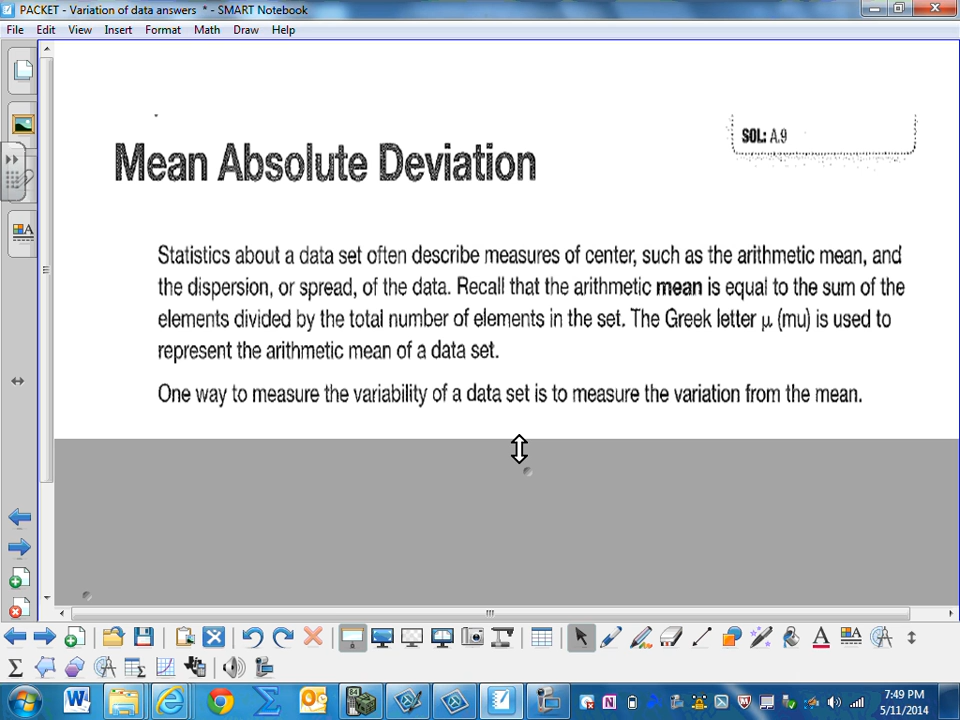 PACKET - Variation of data answers * - SMART Notebook
File Edit View Insert Format Math Draw Help
SOL: A.9
Mean Absolute Deviation
Statistics about a data set often describe measures of center, such as the arithmetic mean, and
the dispersion, or spread, of the data. Recall that the arithmetic mean is equal to the sum of the
elements divided by the total number of elements in the set. The Greek letter μ (mu) is used to
represent the arithmetic mean of a data set.
One way to measure the variability of a data set is to measure the variation from the mean.
7:49 PM
5/11/2014